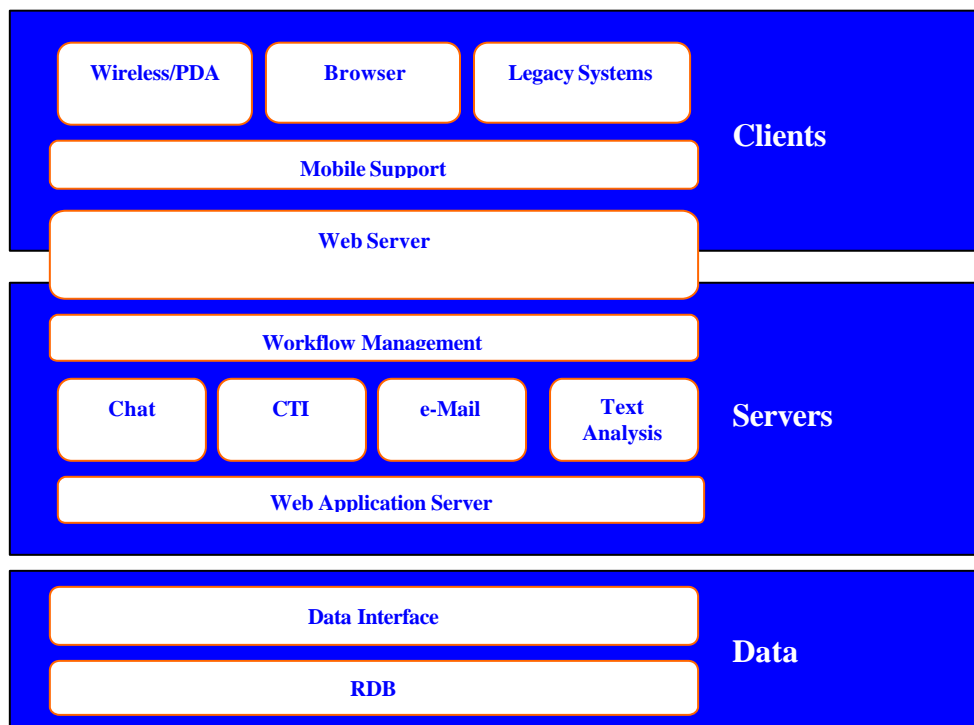 Wireless/PDA
Browser
Legacy Systems
Clients
Mobile Support
Web Server
Workflow Management
Chat
CTI
e-Mail
Text
Analysis
Servers
Web Application Server
Data Interface
Data
RDB